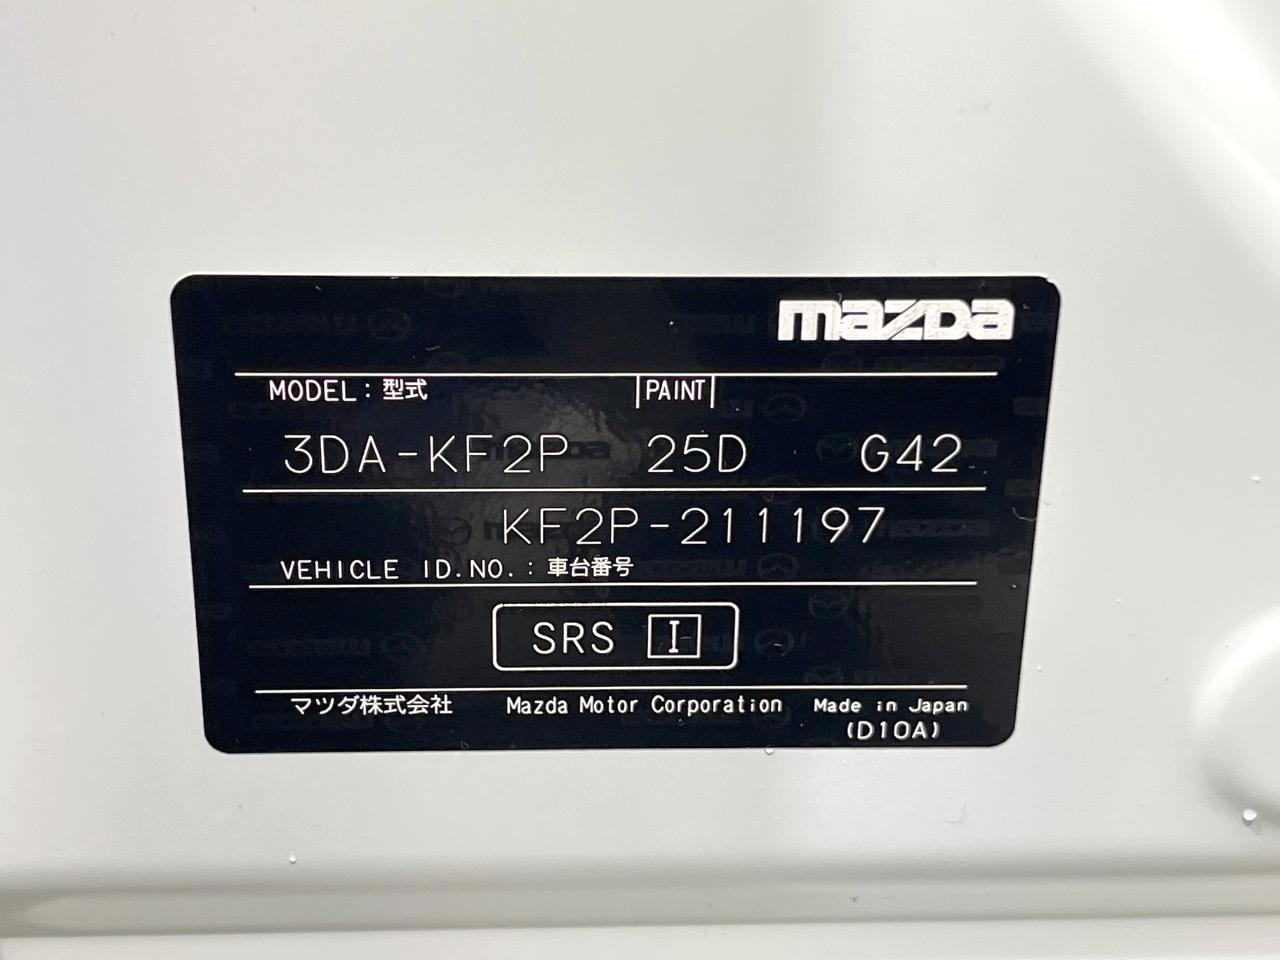 mazda
MODEL : 型式 |PAINT|
3DA-KF2P 25D G42
KF2P-211197
VEHICLE ID.NO. : 車台番号
SRS I
マツダ株式会社 Mazda Motor Corporation Made in Japan
(D10A)